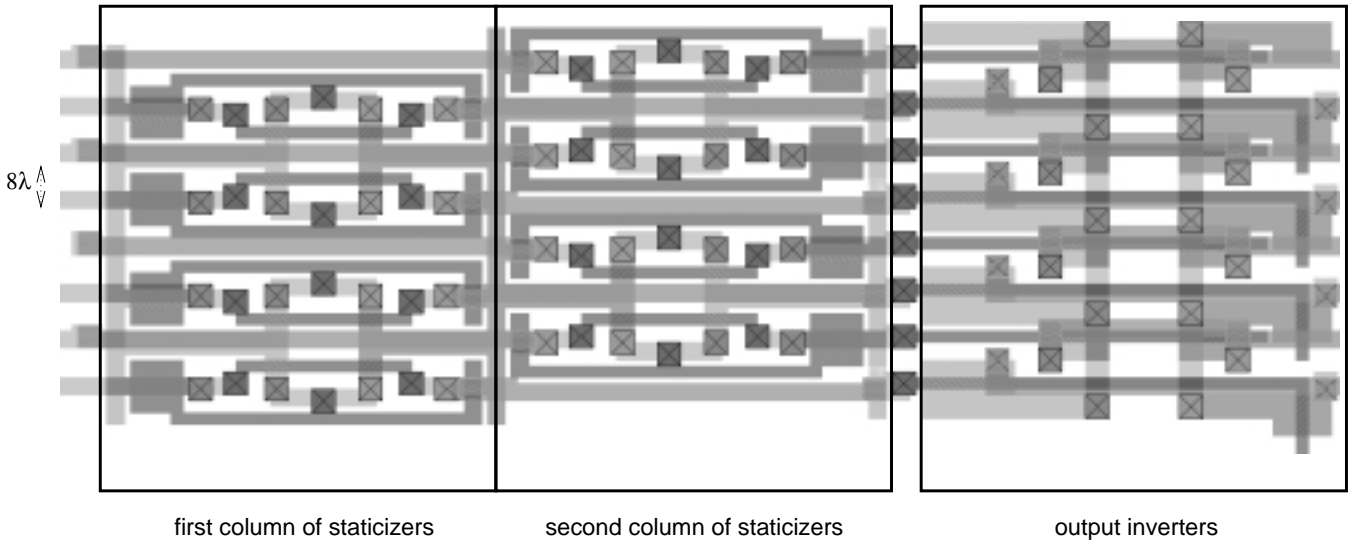 8λ
first column of staticizers
second column of staticizers
output inverters